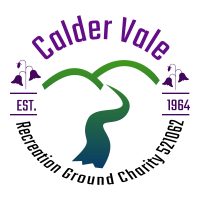 Calder Vale
EST.
1964
Recreation Ground Charity 521062